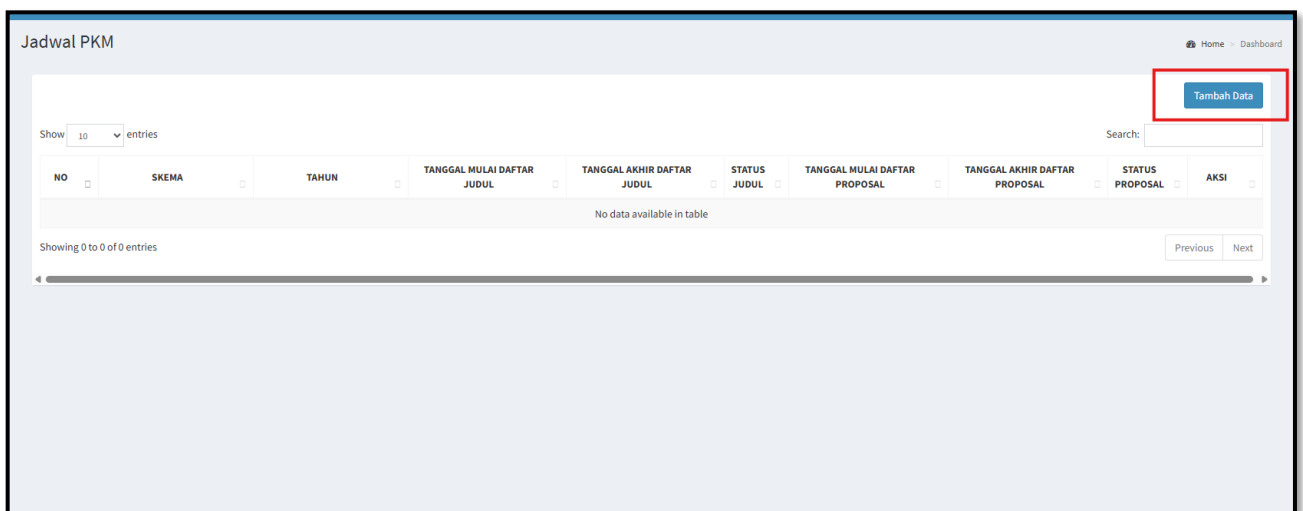 Jadwal PKM
Home > Dashboard
Tambah Data
Show 10 entries
Search:
NO SKEMA TAHUN TANGGAL MULAI DAFTAR JUDUL TANGGAL AKHIR DAFTAR JUDUL STATUS JUDUL TANGGAL MULAI DAFTAR PROPOSAL TANGGAL AKHIR DAFTAR PROPOSAL STATUS PROPOSAL AKSI
No data available in table
Showing 0 to 0 of 0 entries
Previous Next